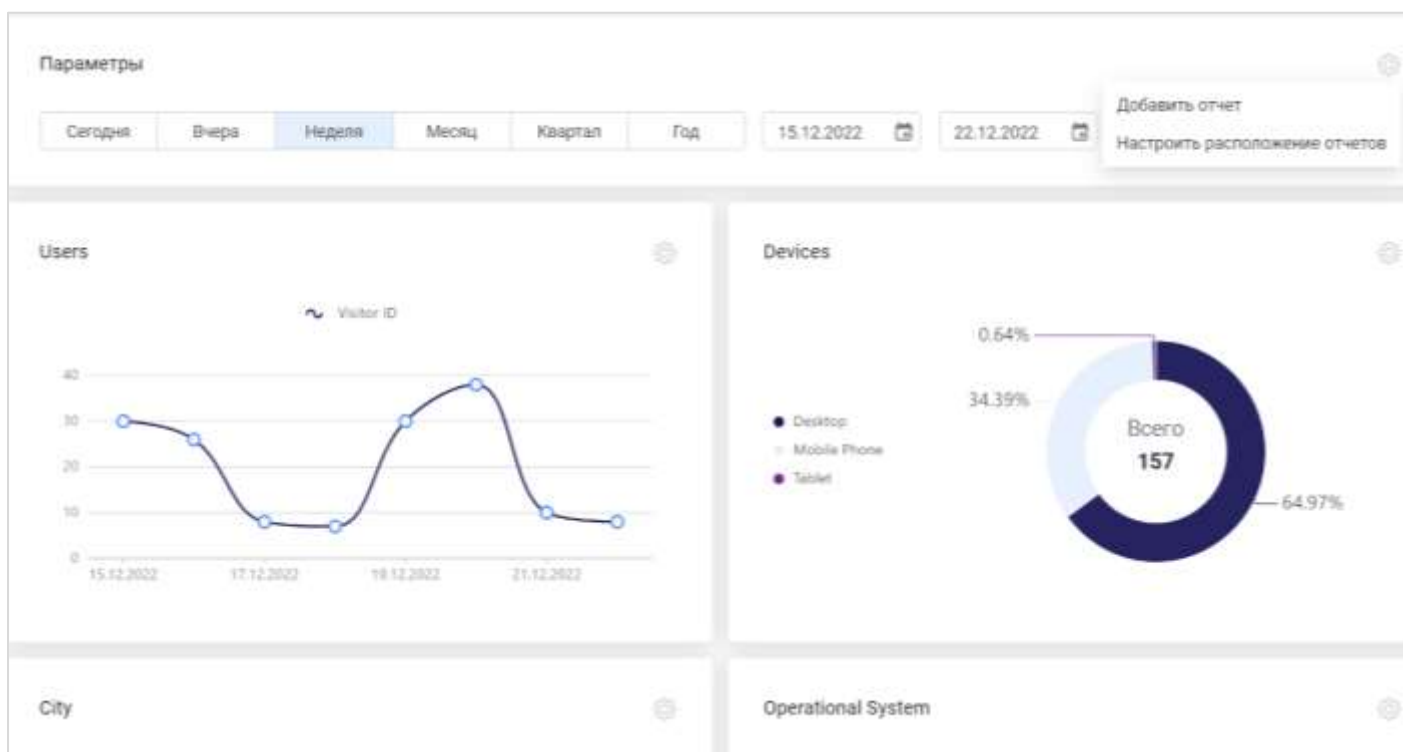 Параметры
Сегодня Вчера Неделя Месяц Квартал Год 15.12.2022 22.12.2022
Добавить отчет
Настроить расположение отчетов
Users
Visitor ID
40
30
20
10
0
15.12.2022 17.12.2022 19.12.2022 21.12.2022
Devices
0.64%
34.39%
64.97%
Desktop
Mobile Phone
Tablet
Всего
157
City
Operational System